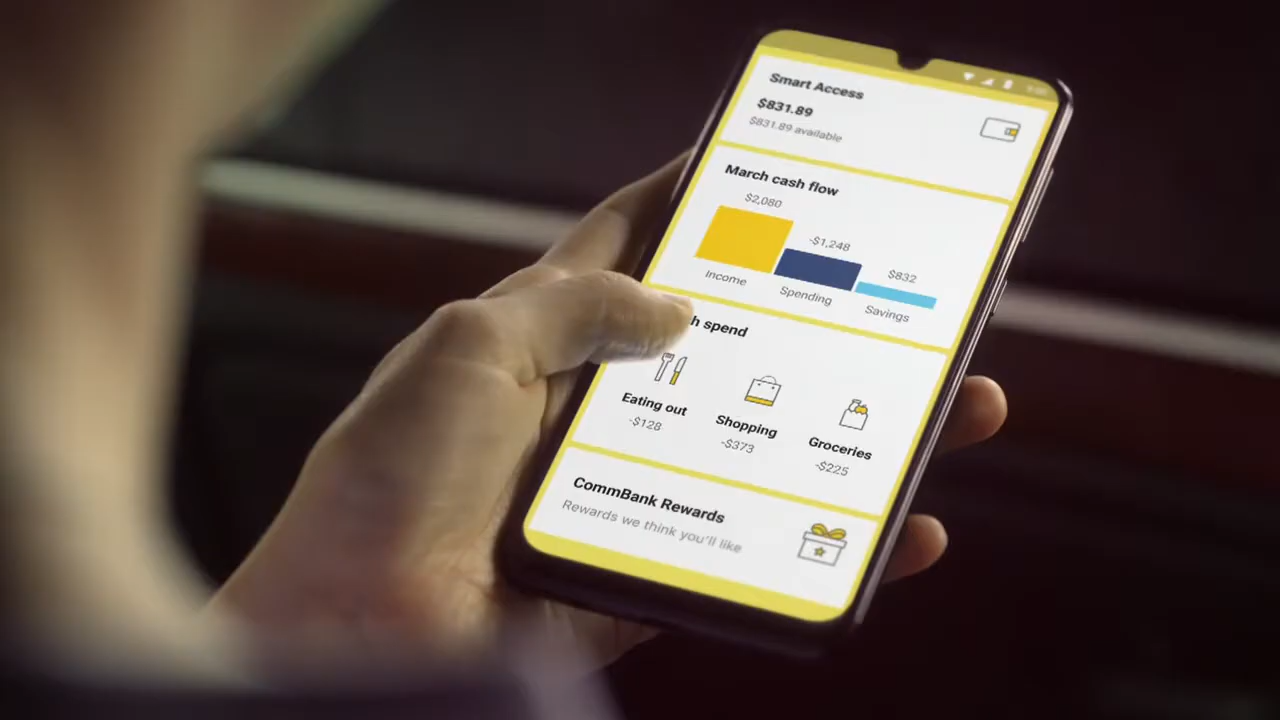 Smart Access
$831.89
$831.89 available
March cash flow
$2,080
-$1,248
$832
Income
Spending
Savings
h spend
Eating out
-$128
Shopping
-$373
Groceries
-$225
CommBank Rewards
Rewards we think you'll like